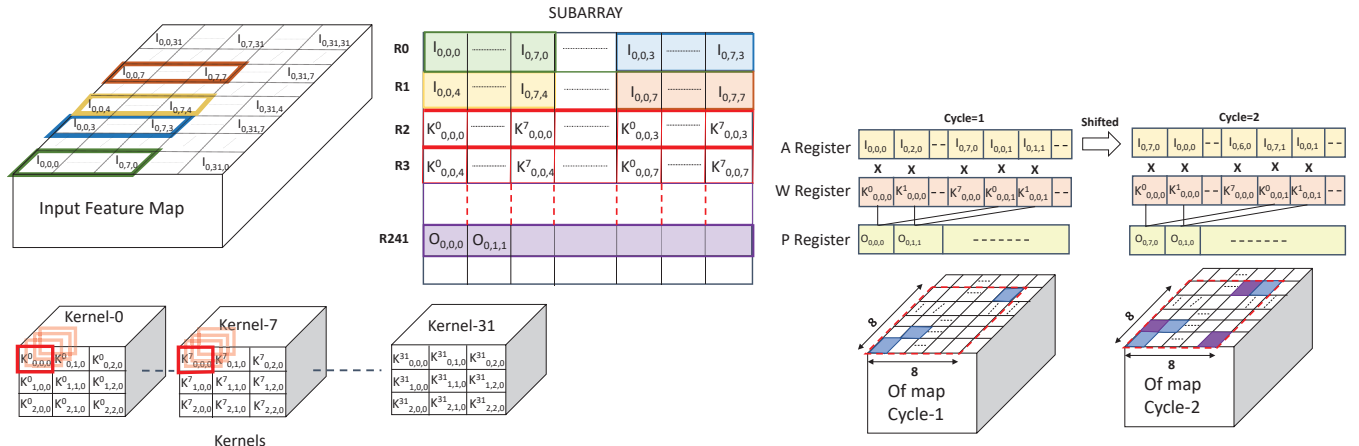 I0,0,31 I0,7,31 I0,31,31
I0,0,7 I0,7,7 I0,31,7
I0,0,4 I0,7,4 I0,31,4
I0,0,3 I0,7,3 I0,31,7
I0,0,0 I0,7,0 I0,31,0
Input Feature Map
SUBARRAY
R0 I0,0,0 I0,7,0 I0,0,3 I0,7,3
R1 I0,0,4 I0,7,4 I0,0,7 I0,7,7
R2 K00,0,0 K70,0,0 K00,0,3 K70,0,3
R3 K00,0,4 K70,0,4 K00,0,7 K70,0,7
R241 O0,0,0 O0,1,1
Kernel-0
K00,0,0 K00,1,0 K00,2,0
K01,0,0 K01,1,0 K01,2,0
K02,0,0 K02,1,0 K02,2,0
Kernel-7
K70,0,0 K70,1,0 K70,2,0
K71,0,0 K71,1,0 K71,2,0
K72,0,0 K72,1,0 K72,2,0
Kernel-31
K310,0,0 K310,1,0 K310,2,0
K311,0,0 K311,1,0 K311,2,0
K312,0,0 K312,1,0 K312,2,0
Kernels
Cycle=1 Shifted Cycle=2
A Register I0,0,0 I0,2,0 -- I0,7,0 I0,0,1 I0,1,1 -- I0,7,0 I0,0,0 -- I0,6,0 I0,7,1 I0,0,1 --
X X X X X X X X X X
W Register K00,0,0 K10,0,0 -- K70,0,0 K00,0,1 K10,0,1 -- K00,0,0 K10,0,0 -- K70,0,0 K00,0,1 K10,0,1 --
P Register O0,0,0 O0,1,1 ------- O0,7,0 O0,1,0 -------
8
8
Of map
Cycle-1
8
8
Of map
Cycle-2